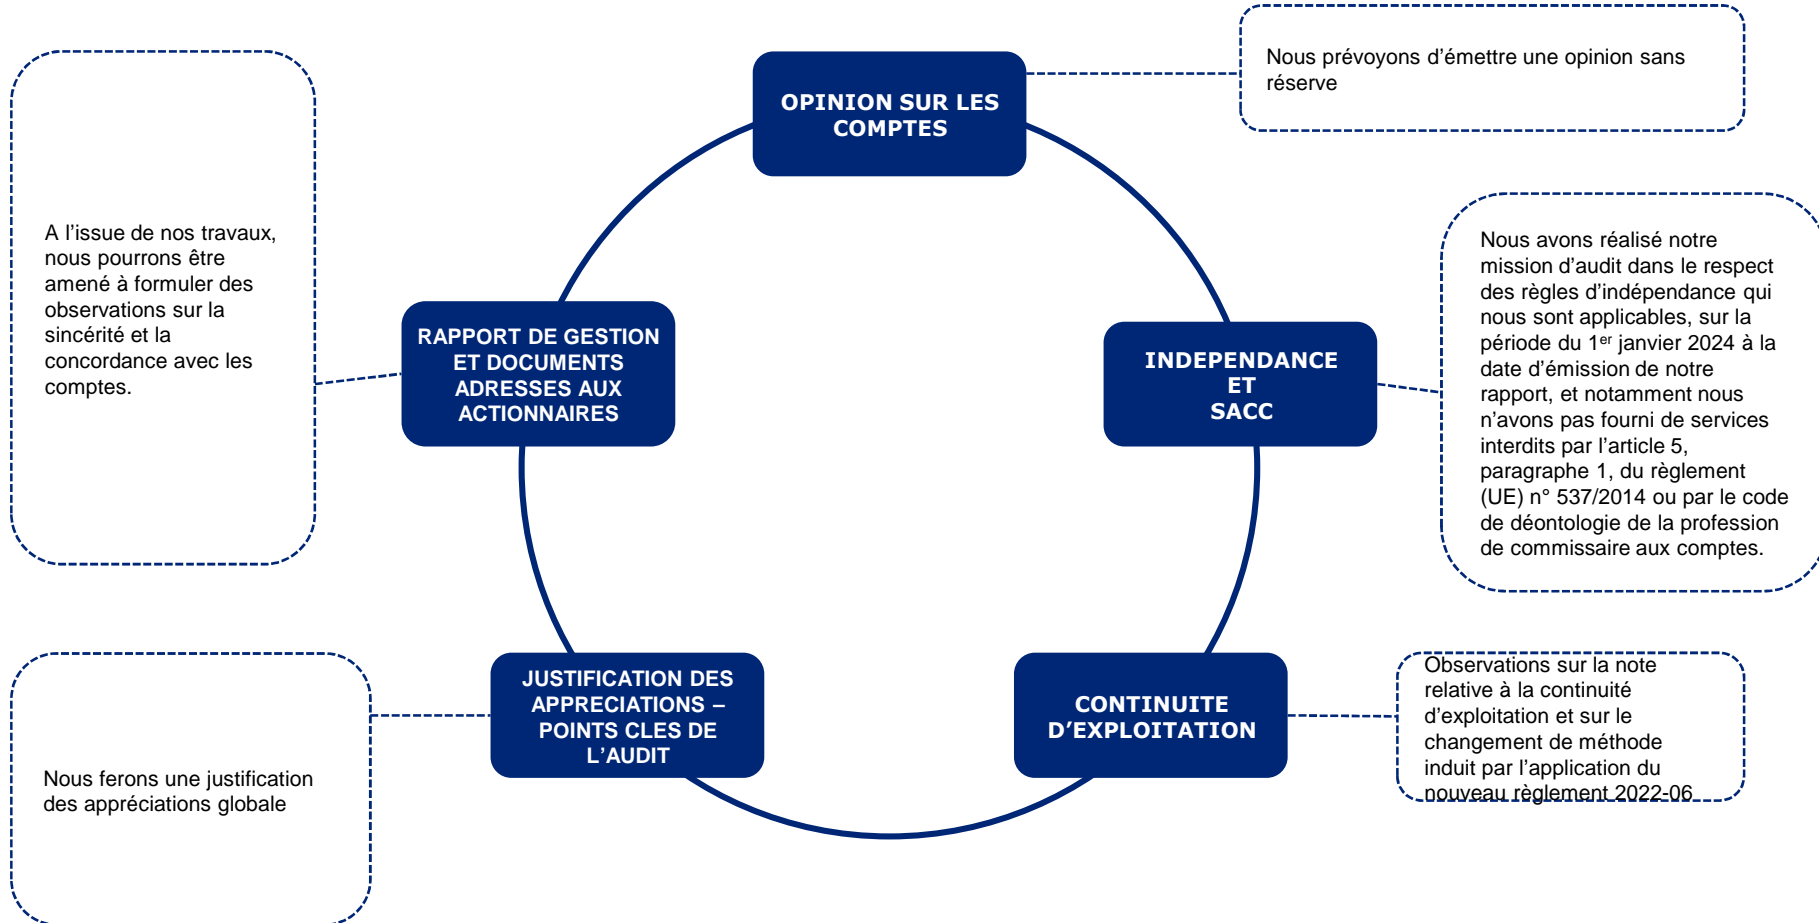 OPINION SUR LES
COMPTES
Nous prévoyons d’émettre une opinion sans
réserve
INDEPENDANCE
ET
SACC
Nous avons réalisé notre
mission d’audit dans le respect
des règles d’indépendance qui
nous sont applicables, sur la
période du 1er janvier 2024 à la
date d’émission de notre
rapport, et notamment nous
n’avons pas fourni de services
interdits par l’article 5,
paragraphe 1, du règlement
(UE) n° 537/2014 ou par le code
de déontologie de la profession
de commissaire aux comptes.
CONTINUITE
D’EXPLOITATION
Observations sur la note
relative à la continuité
d’exploitation et sur le
changement de méthode
induit par l’application du
nouveau règlement 2022-06
JUSTIFICATION DES
APPRECIATIONS –
POINTS CLES DE
L’AUDIT
Nous ferons une justification
des appréciations globale
RAPPORT DE GESTION
ET DOCUMENTS
ADRESSES AUX
ACTIONNAIRES
A l’issue de nos travaux,
nous pourrons être
amené à formuler des
observations sur la
sincérité et la
concordance avec les
comptes.